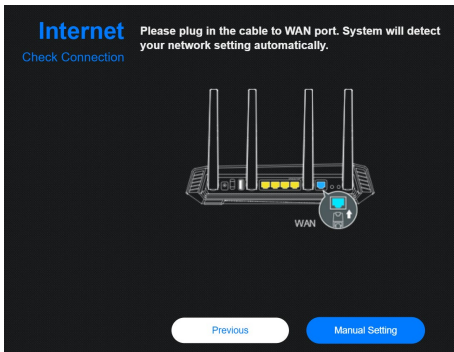 Internet
Check Connection
Please plug in the cable to WAN port. System will detect
your network setting automatically.
WAN
Previous
Manual Setting